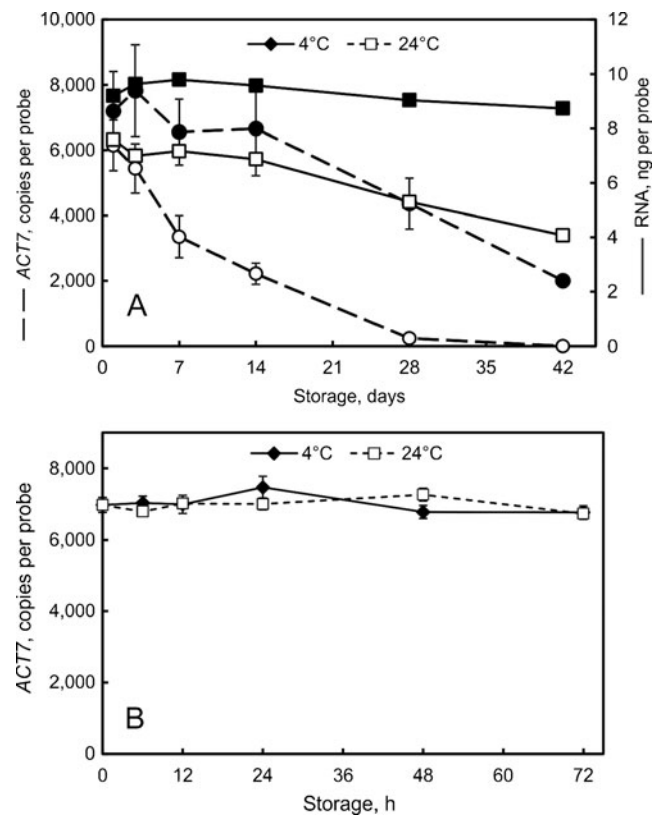 4°C 24°C
10,000
8,000
6,000
4,000
2,000
0
ACT7, copies per probe
12
10
8
6
4
2
0
RNA, ng per probe
A
0 7 14 21 28 35 42
Storage, days
4°C 24°C
8,000
6,000
4,000
2,000
0
ACT7, copies per probe
B
0 12 24 36 48 60 72
Storage, h